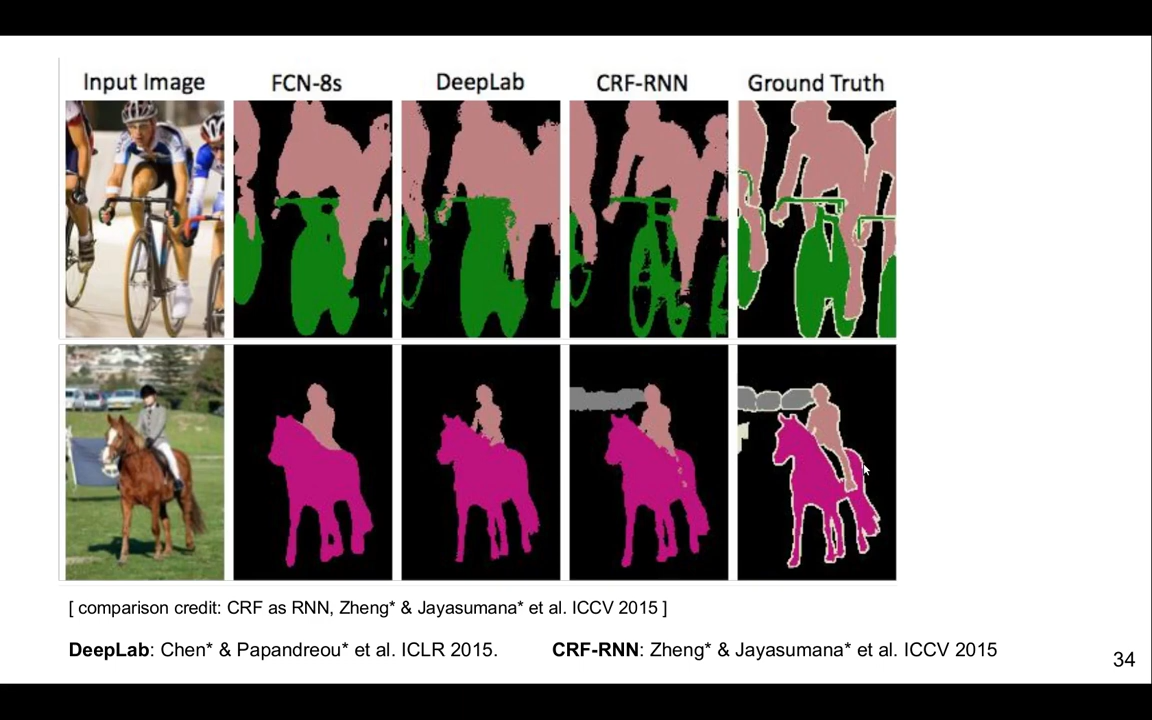 Input Image FCN-8s DeepLab CRF-RNN Ground Truth
[ comparison credit: CRF as RNN, Zheng* & Jayasumana* et al. ICCV 2015 ]
DeepLab: Chen* & Papandreou* et al. ICLR 2015. CRF-RNN: Zheng* & Jayasumana* et al. ICCV 2015
34